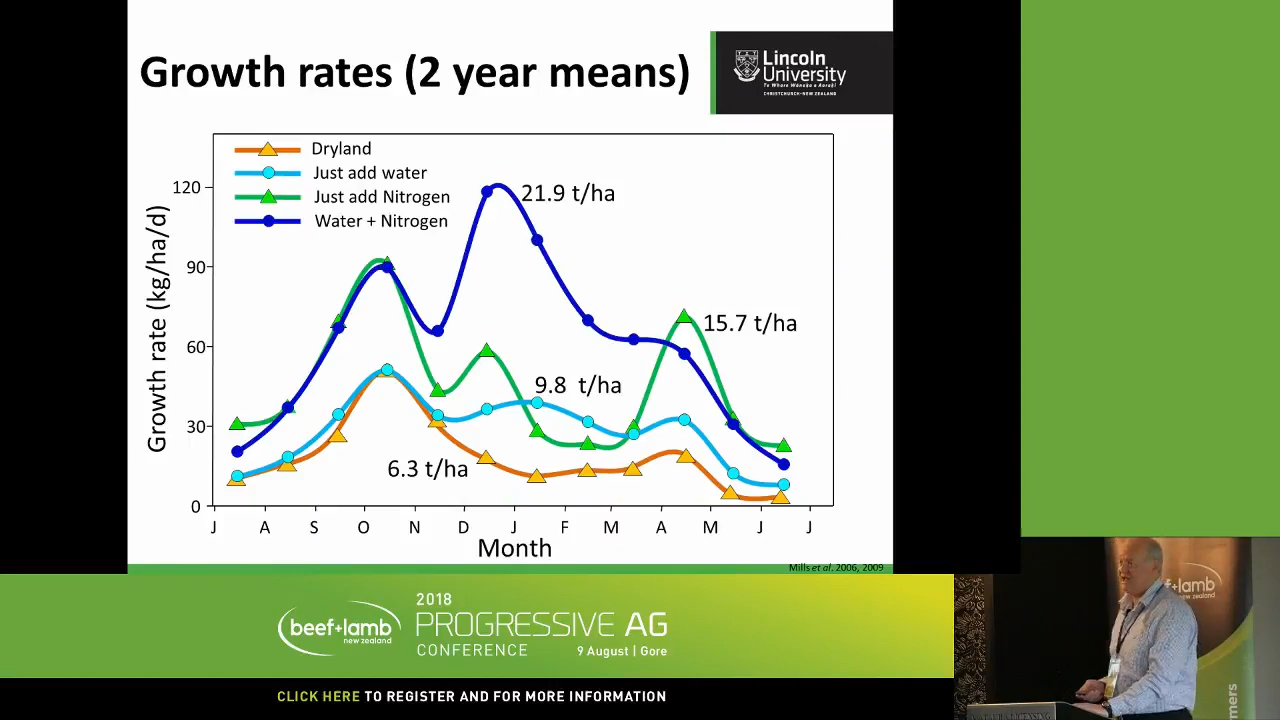 Growth rates (2 year means)
Lincoln
University
Te Whare Wānaka o Aoraki
CHRISTCHURCH•NEW ZEALAND
Dryland
Just add water
Just add Nitrogen
Water + Nitrogen
120
90
60
30
0
Growth rate (kg/ha/d)
21.9 t/ha
15.7 t/ha
9.8 t/ha
6.3 t/ha
J A S O N D J F M A M J J
Month
Mills et al. 2006, 2009
beef+lamb
new zealand
2018
PROGRESSIVE AG
CONFERENCE
9 August | Gore
CLICK HERE TO REGISTER AND FOR MORE INFORMATION
f+lamb
new zealand
mers